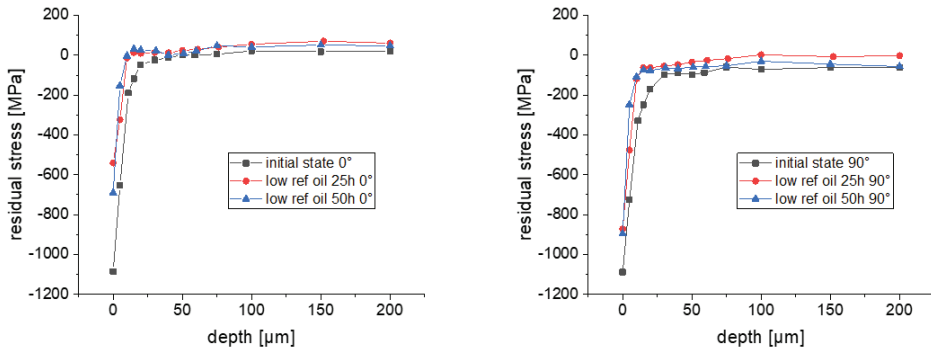 200
0
-200
-400
-600
-800
-1000
-1200
residual stress [MPa]
initial state 0°
low ref oil 25h 0°
low ref oil 50h 0°
0
50
100
150
200
depth [µm]
200
0
-200
-400
-600
-800
-1000
-1200
residual stress [MPa]
initial state 90°
low ref oil 25h 90°
low ref oil 50h 90°
0
50
100
150
200
depth [µm]